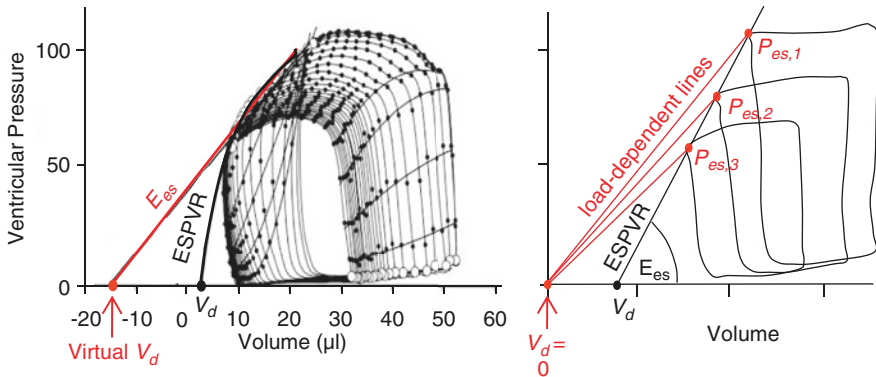 Ventricular Pressure
100
50
0
-20
-10
0
10
20
30
40
50
60
Volume (µl)
E_es
ESPVR
V_d
Virtual V_d
P_es,1
P_es,2
P_es,3
load-dependent lines
ESPVR
E_es
V_d
V_d =
0
Volume